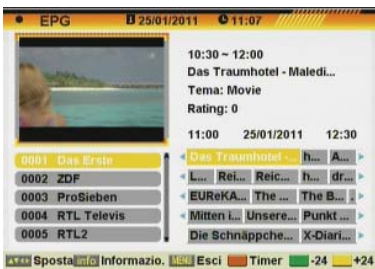 EPG 25/01/2011 11:07
10:30 ~ 12:00
Das Traumhotel - Maledi...
Tema: Movie
Rating: 0
11:00 25/01/2011 12:30
0001 Das Erste
Das Traumhotel -... h... A...
0002 ZDF
L... Rei... Reic... h... dr...
0003 ProSieben
EUReKA... The ... The B...
0004 RTL Televis
Mitten i... Unsere... Punkt ...
0005 RTL2
Die Schnäppche... X-Diari...
Sposta info Informazio. MENU Esci Timer -24 +24